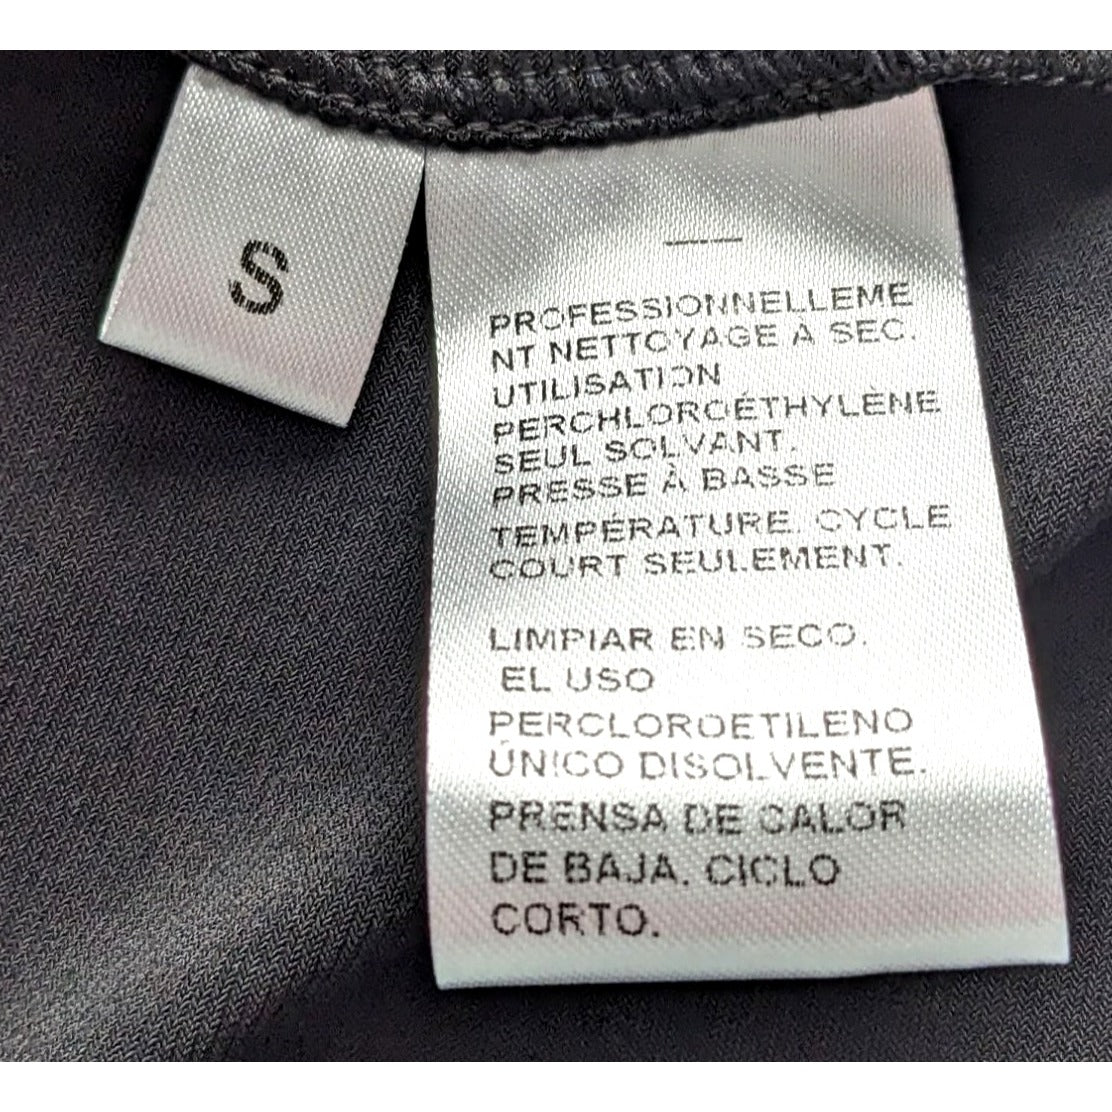 S
PROFESSIONNELLEME
NT NETTOYAGE A SEC.
UTILISATION
PERCHLOROÉTHYLÈNE
SEUL SOLVANT.
PRESSE À BASSE
TEMPÉRATURE. CYCLE
COURT SEULEMENT.
LIMPIAR EN SECO.
EL USO
PERCLOROETILENO
ÚNICO DISOLVENTE.
PRENSA DE CALOR
DE BAJA. CICLO
CORTO.